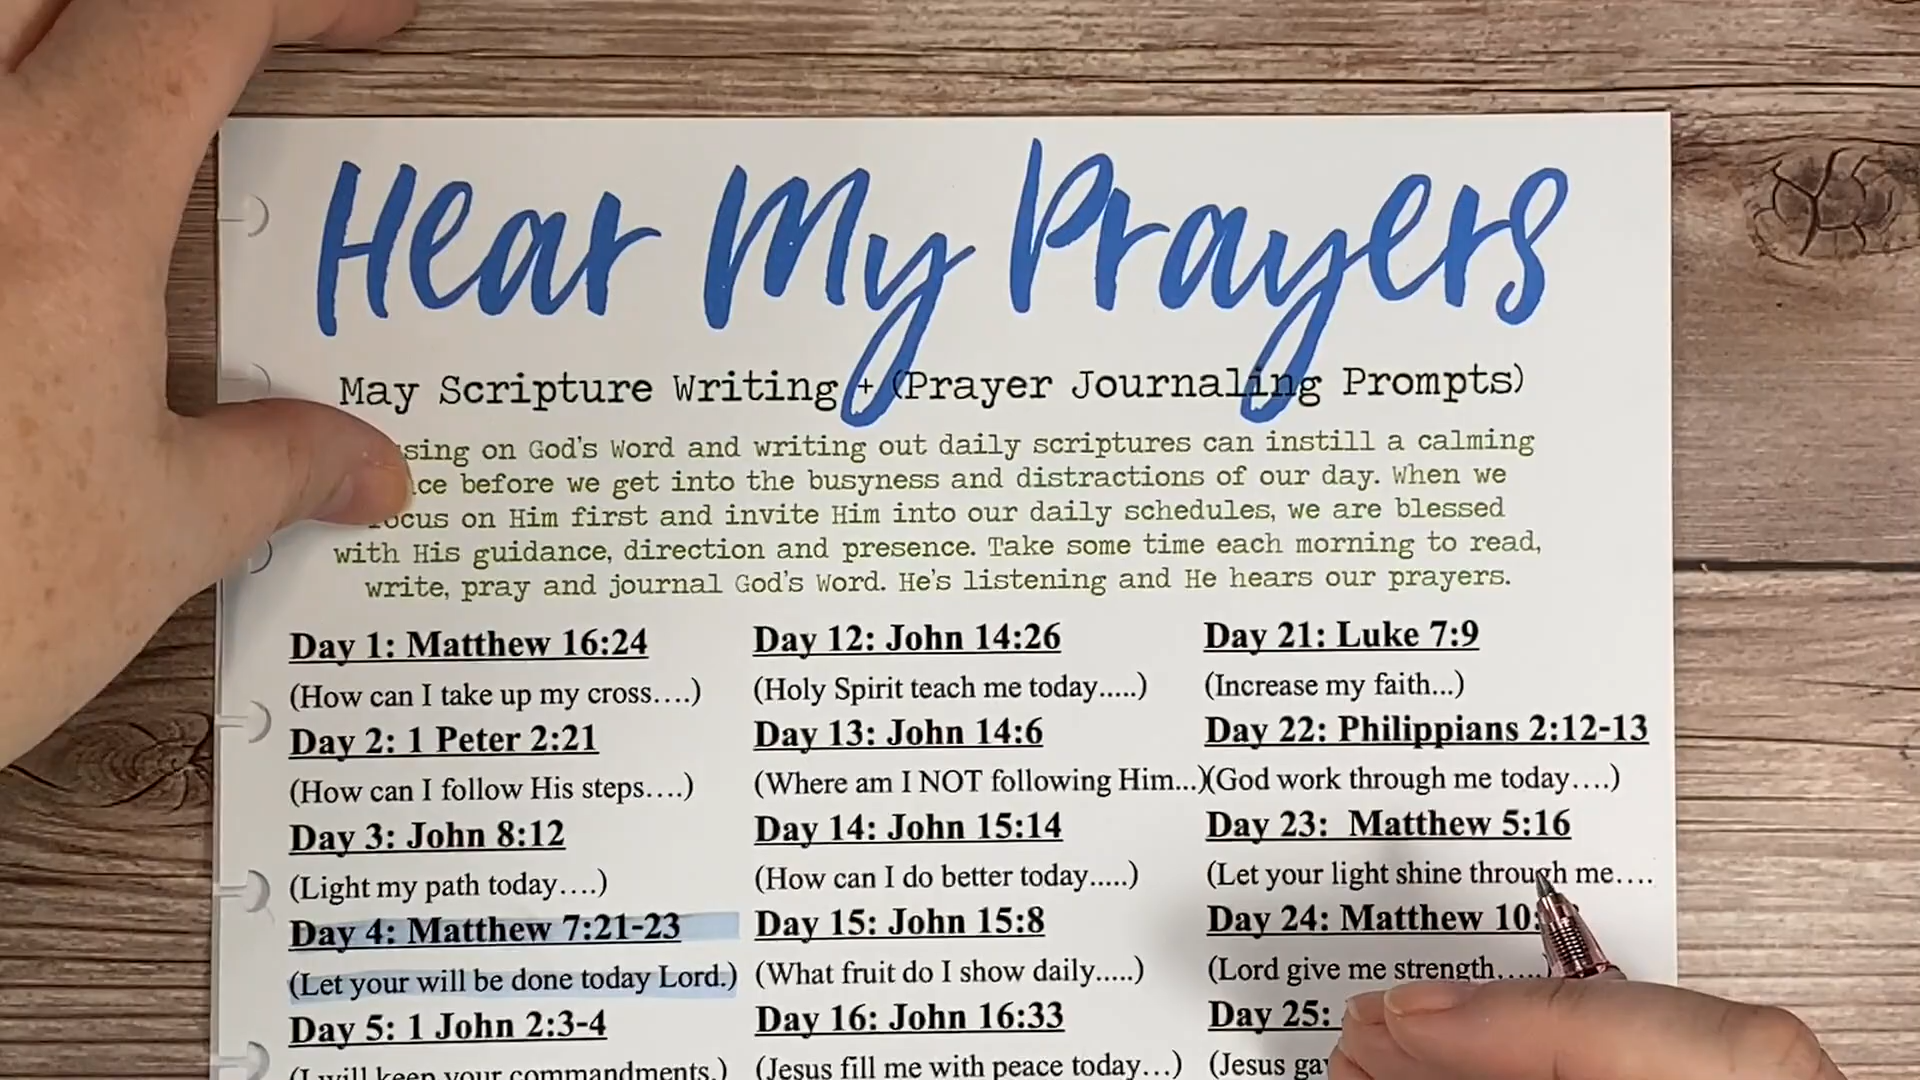 Hear My Prayers
May Scripture Writing + (Prayer Journaling Prompts)
on God's Word and writing out daily scriptures can instill a calming
before we get into the busyness and distractions of our day. When we
focus on Him first and invite Him into our daily schedules, we are blessed
with His guidance, direction and presence. Take some time each morning to read,
write, pray and journal God's Word. He's listening and He hears our prayers.
Day 1: Matthew 16:24
(How can I take up my cross....)
Day 2: 1 Peter 2:21
(How can I follow His steps....)
Day 3: John 8:12
(Light my path today....)
Day 4: Matthew 7:21-23
(Let your will be done today Lord.)
Day 5: 1 John 2:3-4
(I will keep your commandments.)
Day 12: John 14:26
(Holy Spirit teach me today.....)
Day 13: John 14:6
(Where am I NOT following Him...)
Day 14: John 15:14
(How can I do better today.....)
Day 15: John 15:8
(What fruit do I show daily.....)
Day 16: John 16:33
(Jesus fill me with peace today...)
Day 21: Luke 7:9
(Increase my faith...)
Day 22: Philippians 2:12-13
(God work through me today....)
Day 23: Matthew 5:16
(Let your light shine through me....
Day 24: Matthew 10:
(Lord give me strength.....
Day 25:
(Jesus